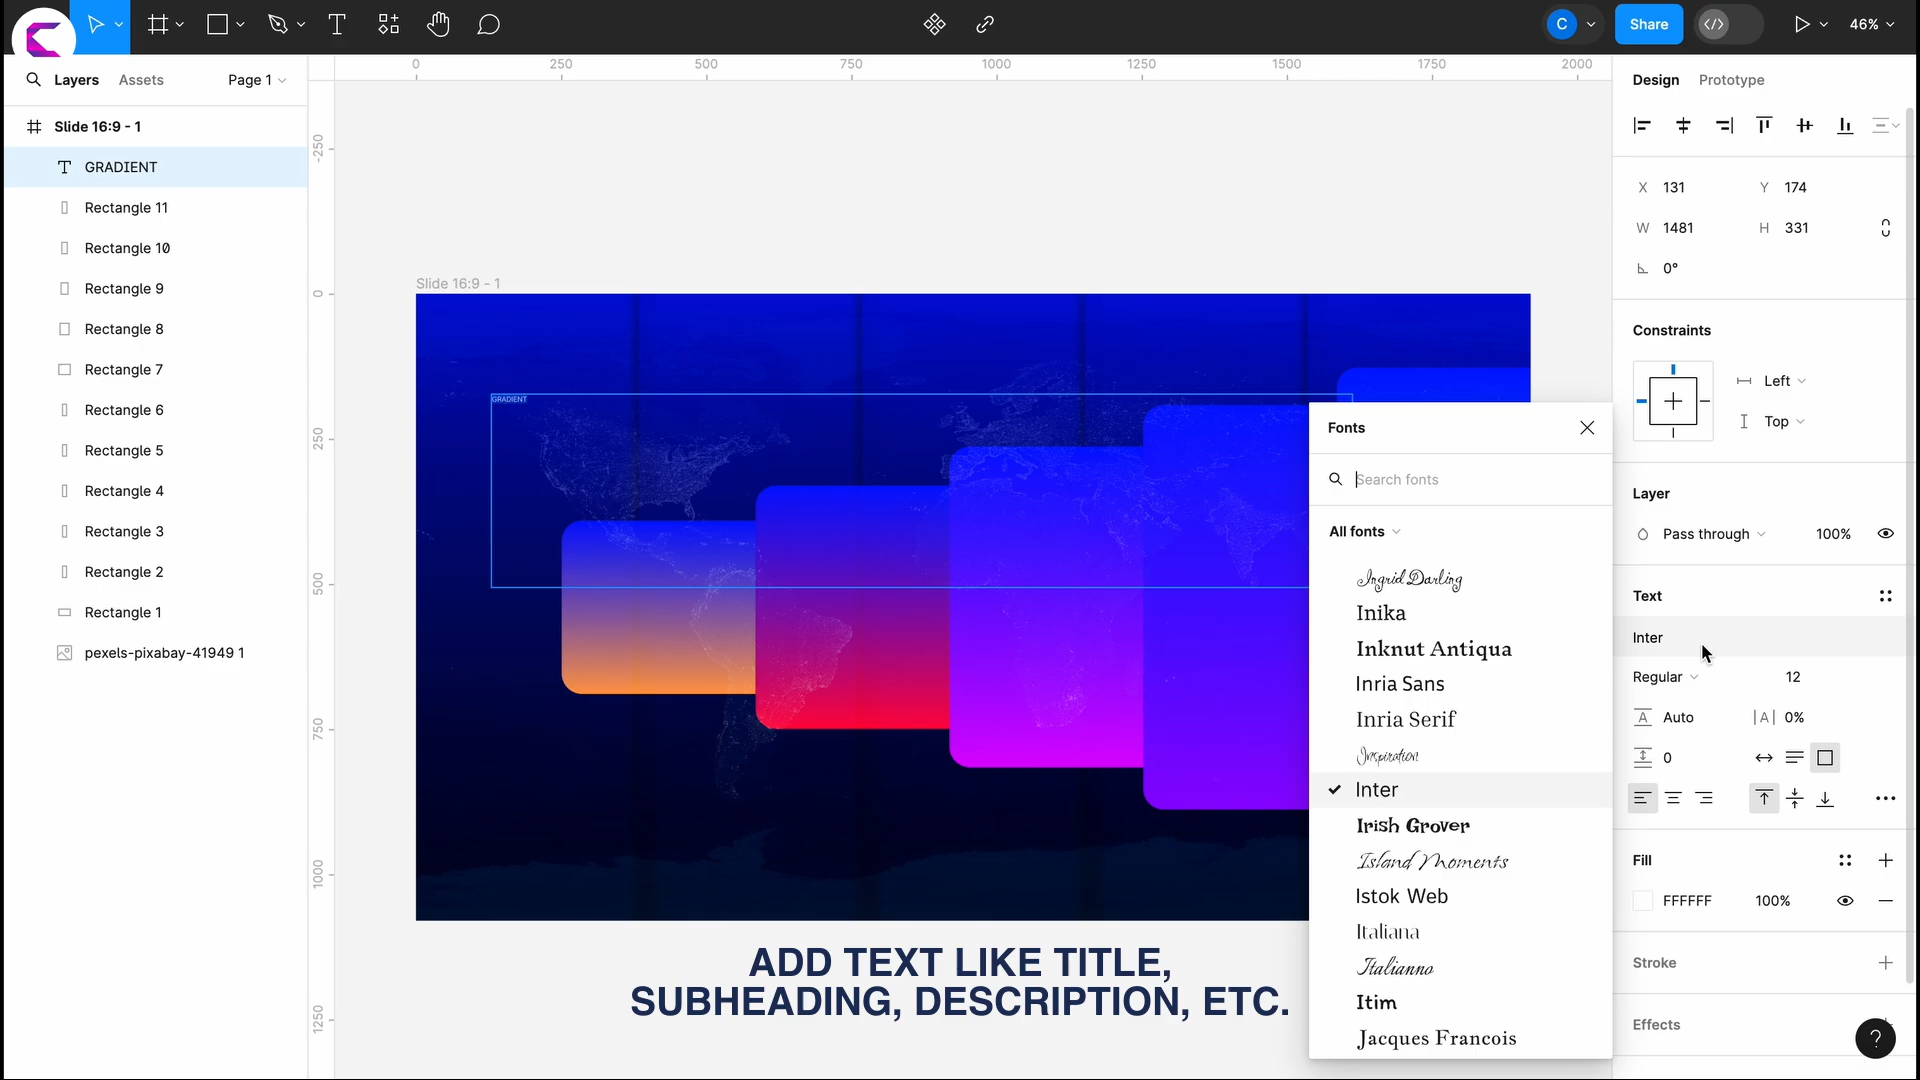 C
Share
46%
Layers
Assets
Page 1
0
250
500
750
1000
1250
1500
1750
2000
Design
Prototype
Slide 16:9 - 1
GRADIENT
Rectangle 11
Rectangle 10
Rectangle 9
Rectangle 8
Rectangle 7
Rectangle 6
Rectangle 5
Rectangle 4
Rectangle 3
Rectangle 2
Rectangle 1
pexels-pixabay-41949 1
-250
0
250
500
750
1000
1250
Slide 16:9 - 1
GRADIENT
ADD TEXT LIKE TITLE,
SUBHEADING, DESCRIPTION, ETC.
Fonts
Search fonts
All fonts
Ingrid Darling
Inika
Inknut Antiqua
Inria Sans
Inria Serif
Inspiration
Inter
Irish Grover
Island Moments
Istok Web
Italiana
Italianno
Itim
Jacques Francois
X 131 Y 174
W 1481 H 331
0°
Constraints
Left
Top
Layer
Pass through 100%
Text
Inter
Regular 12
A Auto |A| 0%
0
Fill
FFFFFF 100%
Stroke
Effects
?